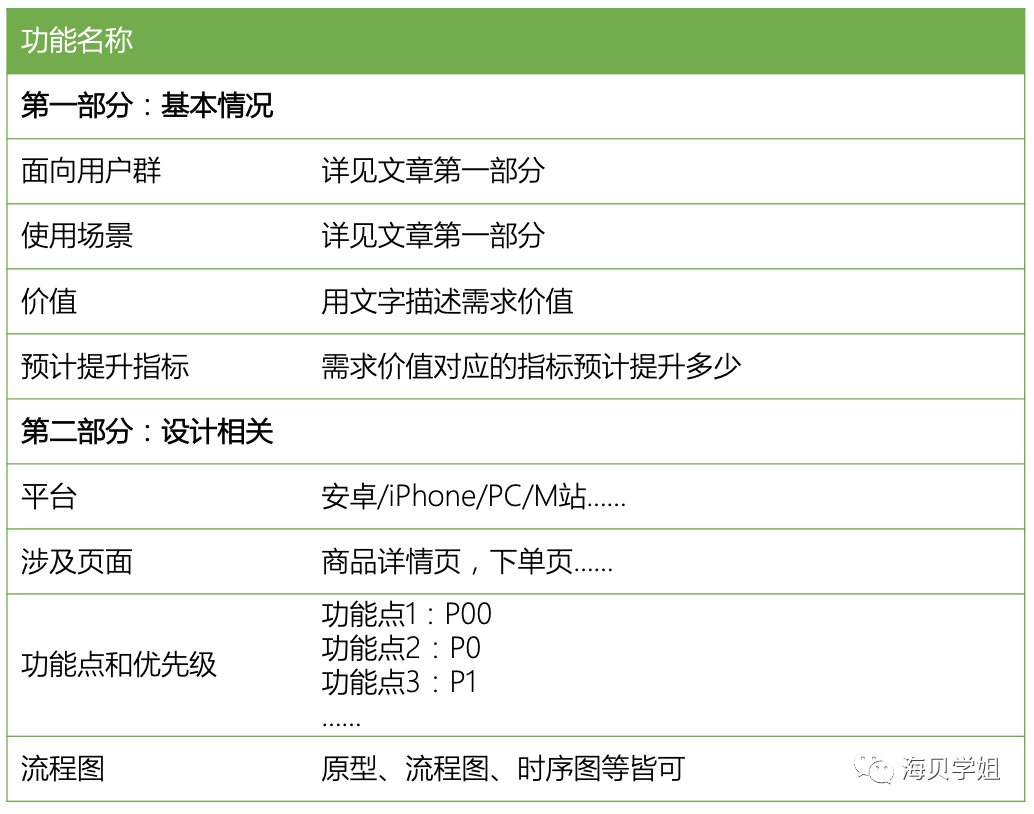 功能名称
第一部分：基本情况
面向用户群 详见文章第一部分
使用场景 详见文章第一部分
价值 用文字描述需求价值
预计提升指标 需求价值对应的指标预计提升多少
第二部分：设计相关
平台 安卓/iPhone/PC/M站......
涉及页面 商品详情页，下单页......
功能点和优先级
功能点1：P00
功能点2：P0
功能点3：P1
......
流程图 原型、流程图、时序图等皆可
海贝学姐